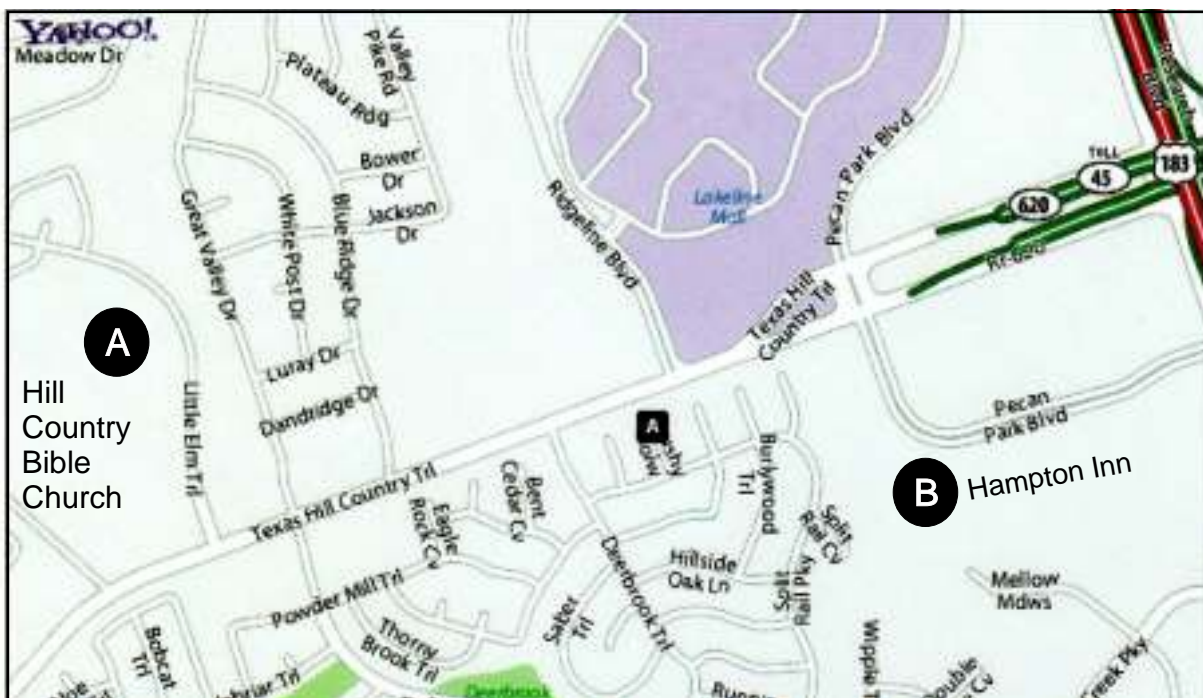 YAHOO!
Meadow Dr
Valley
Pike Rd
Plateau Rdg
Bower
Dr
Jackson
Dr
Great Valley Dr
White Post Dr
Blue Ridge Dr
Luray Dr
Dandridge Dr
Little Elm Trl
A
Hill
Country
Bible
Church
Ridgeline Blvd
Lakeline
Mall
Pecan Park Blvd
Research
Blvd
TOLL
45
183
620
Rr-620
Texas Hill
Country Trl
Pecan
Park Blvd
B
Hampton Inn
A
Texas Hill Country Trl
Bent
Cedar Cv
Eagle
Rock Cv
Burlywood
Trl
Split
Rail Cv
Hillside
Oak Ln
Split
Rail Pky
Deerbrook Trl
Powder Mill Trl
Thorny
Brook Trl
Saber
Trl
Bobcat
Trl
Deerbrook
Mellow
Mdws